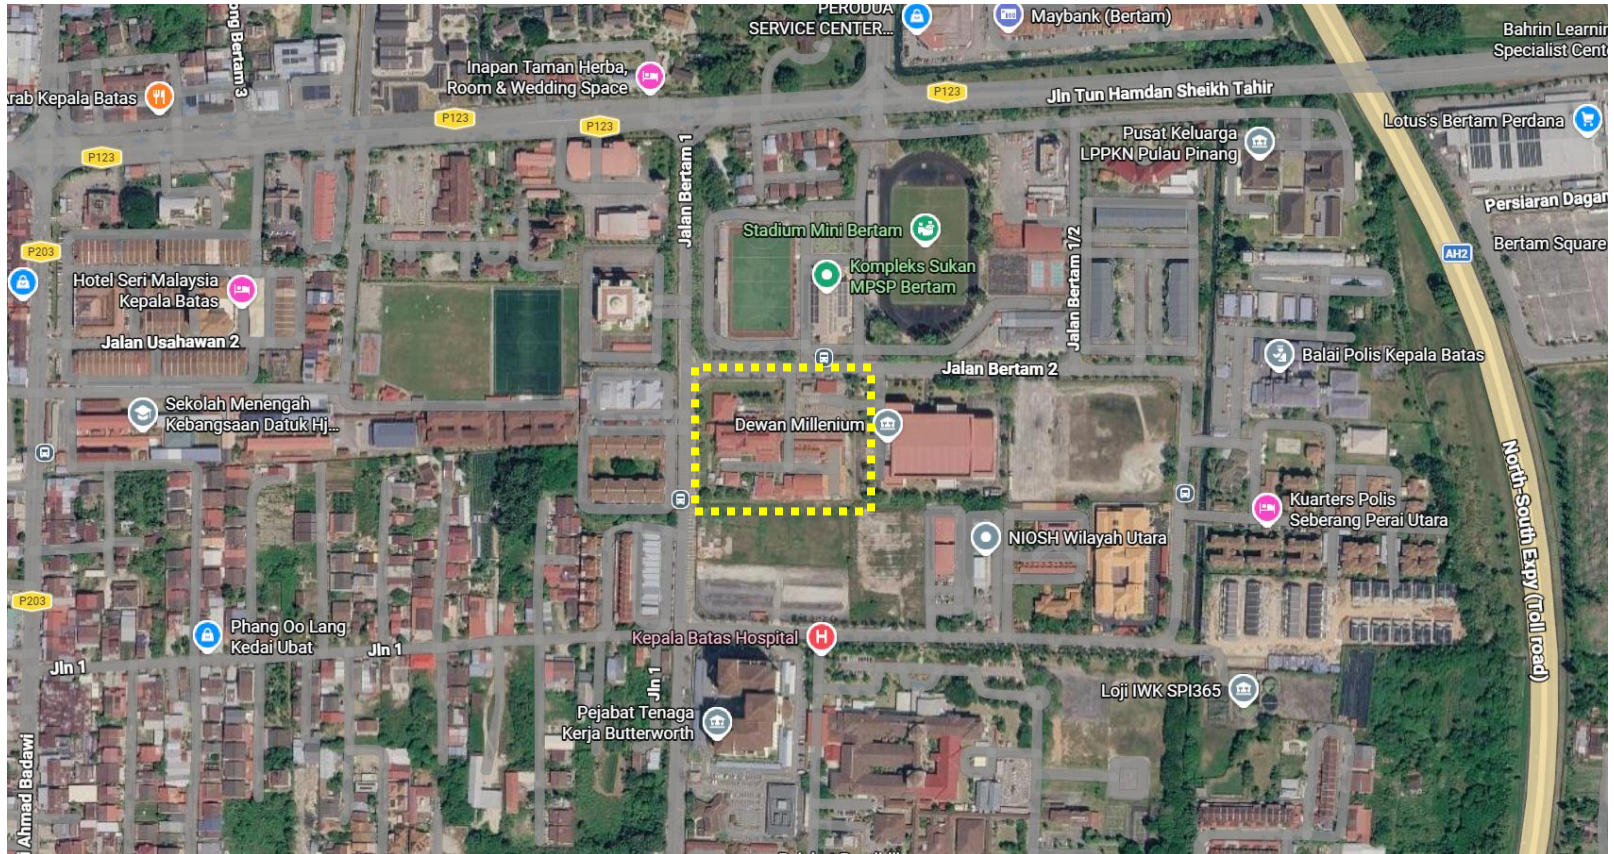 PERODUA
SERVICE CENTER...
Maybank (Bertam)
Bahrin Learnin
Specialist Cent
ong Bertam 3
Inapan Taman Herba,
Room & Wedding Space
rab Kepala Batas
P123
P123
P123
P123
Jln Tun Hamdan Sheikh Tahir
Lotus's Bertam Perdana
Pusat Keluarga
LPPKN Pulau Pinang
Jalan Bertam 1
Persiaran Dagan
Stadium Mini Bertam
Bertam Square
P203
AH2
Kompleks Sukan
MPSP Bertam
Jalan Bertam 1/2
Hotel Seri Malaysia
Kepala Batas
Jalan Usahawan 2
Balai Polis Kepala Batas
Jalan Bertam 2
Sekolah Menengah
Kebangsaan Datuk Hj...
Dewan Millenium
Kuarters Polis
Seberang Perai Utara
North-South Expy (Toll road)
NIOSH Wilayah Utara
P203
Phang Oo Lang
Kedai Ubat
Kepala Batas Hospital
H
Jln 1
Jln 1
Jln 1
Loji IWK SPI365
Pejabat Tenaga
Kerja Butterworth
i Ahmad Badawi